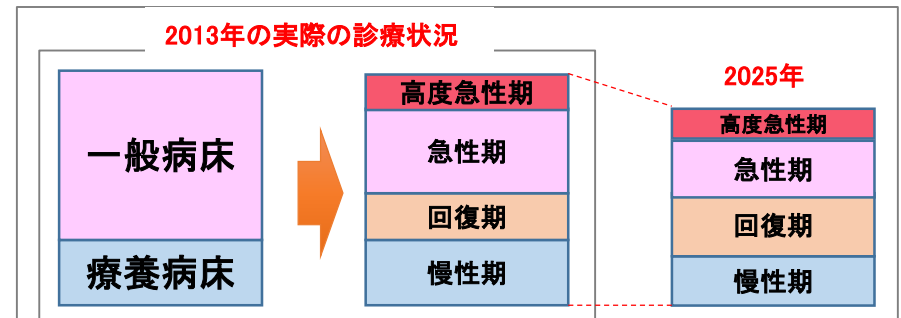 2013年の実際の診療状況
一般病床
療養病床
高度急性期
急性期
回復期
慢性期
2025年
高度急性期
急性期
回復期
慢性期